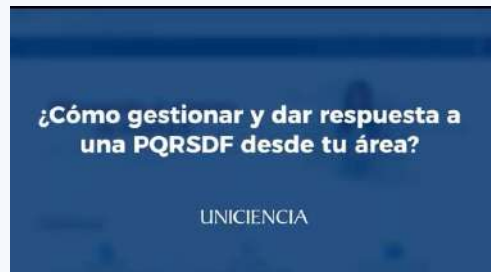 ¿Cómo gestionar y dar respuesta a
una PQRSDF desde tu área?
UNICIENCIA